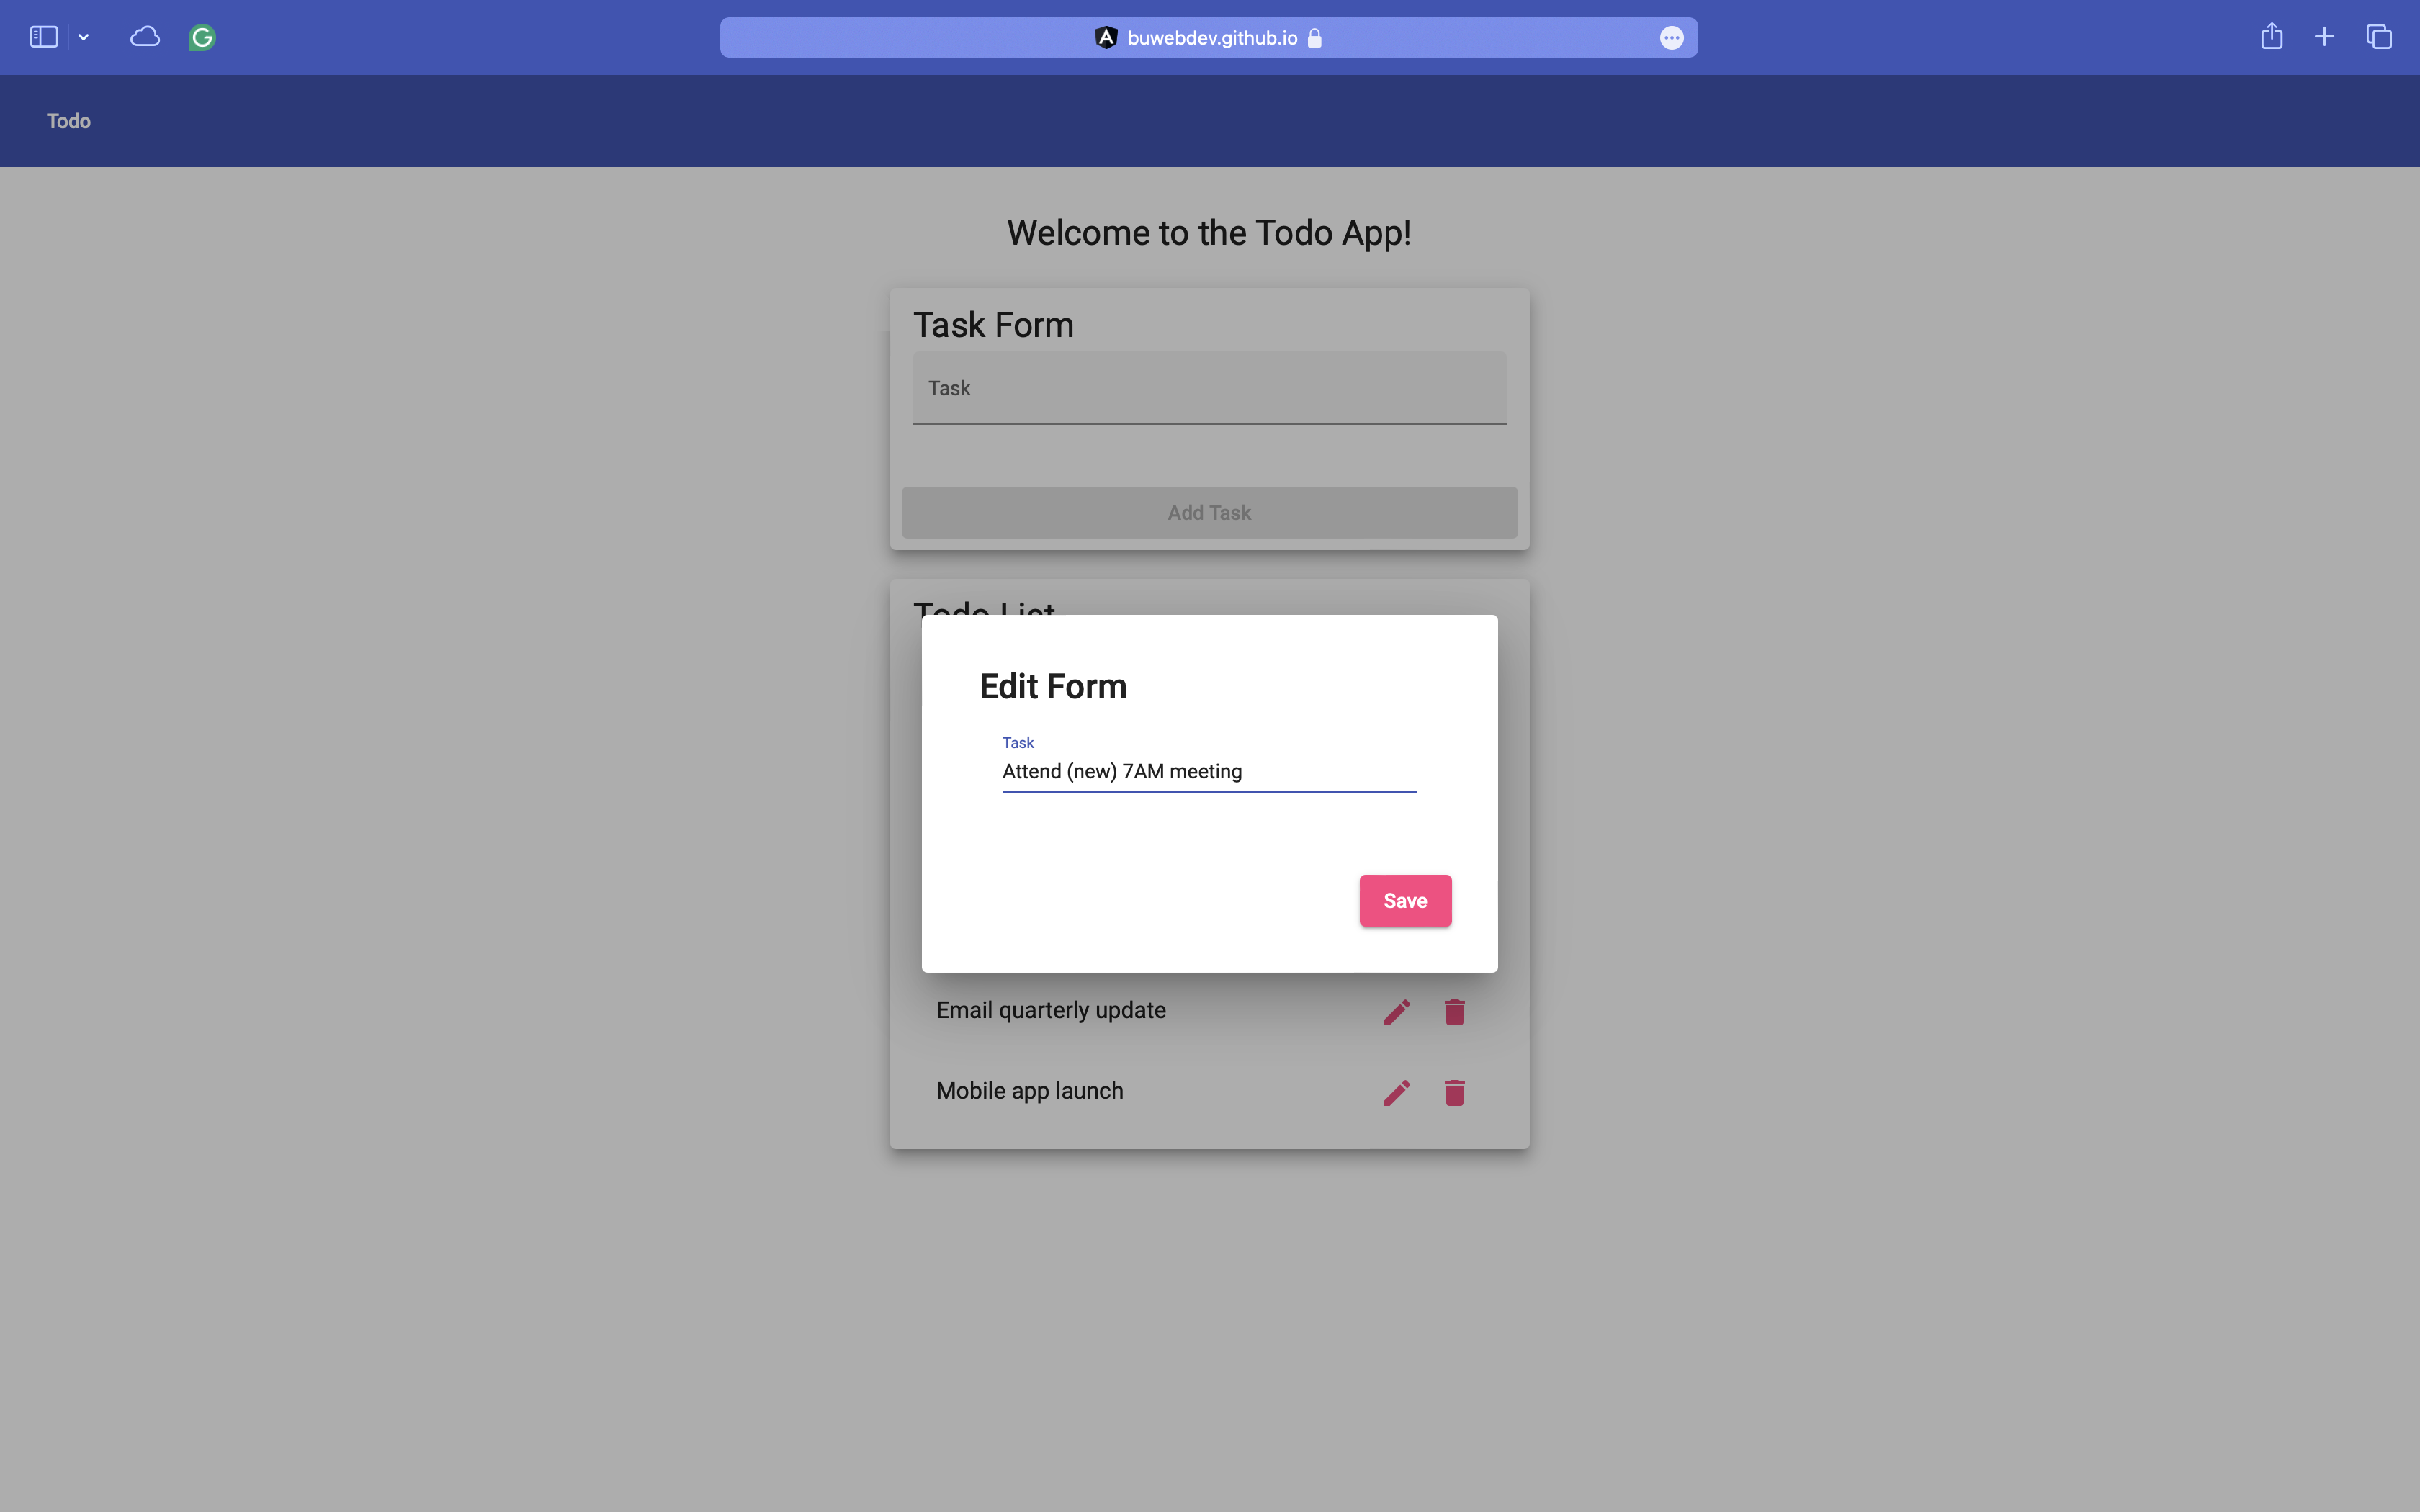 buwebdev.github.io
Todo
Welcome to the Todo App!
Task Form
Task
Add Task
Todo List
Edit Form
Task
Attend (new) 7AM meeting
Save
Email quarterly update
Mobile app launch